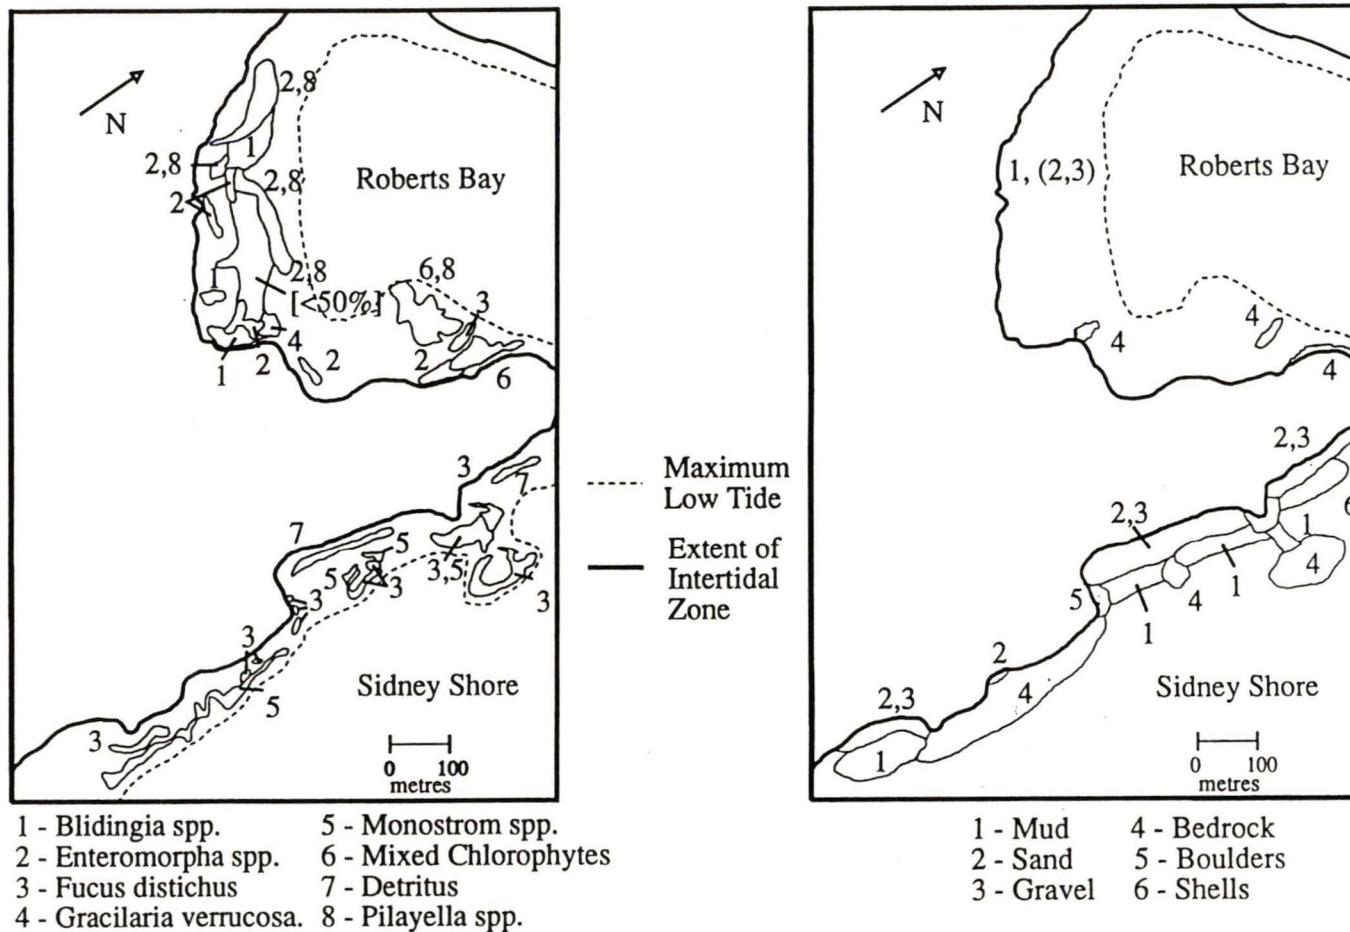 N
2,8
1
2,8
2,8
2
Roberts Bay
2,8
1
[<50%]
6,8
3
4
2
2
1
2
6
3
7
7
5
5
3
3,5
3
3
3
5
3
Sidney Shore
0 100
metres
Maximum
Low Tide
Extent of
Intertidal
Zone
N
1, (2,3)
Roberts Bay
4
4
4
2,3
6
2,3
1
4
1
4
5
1
2
4
2,3
1
Sidney Shore
0 100
metres
1 - Blidingia spp.
2 - Enteromorpha spp.
3 - Fucus distichus
4 - Gracilaria verrucosa.
5 - Monostrom spp.
6 - Mixed Chlorophytes
7 - Detritus
8 - Pilayella spp.
1 - Mud
2 - Sand
3 - Gravel
4 - Bedrock
5 - Boulders
6 - Shells